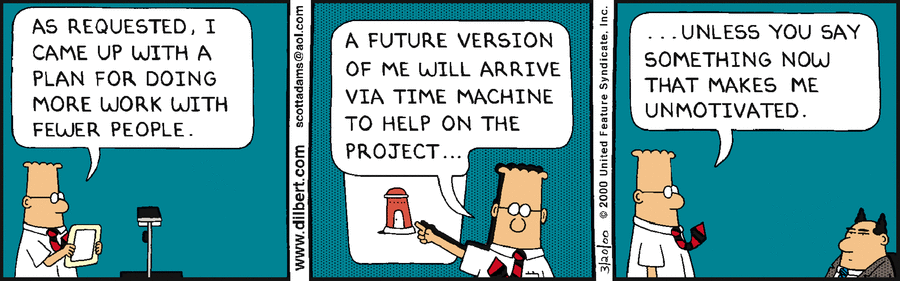 AS REQUESTED, I
CAME UP WITH A
PLAN FOR DOING
MORE WORK WITH
FEWER PEOPLE.
www.dilbert.com scottadams@aol.com
A FUTURE VERSION
OF ME WILL ARRIVE
VIA TIME MACHINE
TO HELP ON THE
PROJECT...
3/20/00 © 2000 United Feature Syndicate, Inc.
...UNLESS YOU SAY
SOMETHING NOW
THAT MAKES ME
UNMOTIVATED.